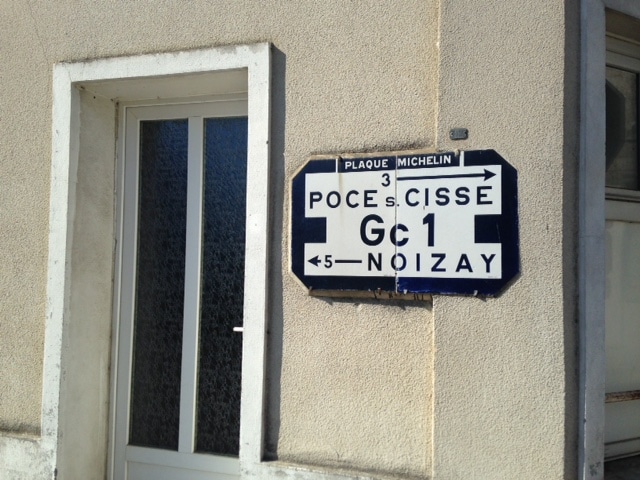 PLAQUE MICHELIN
3
POCE S. CISSE
Gc 1
5 NOIZAY